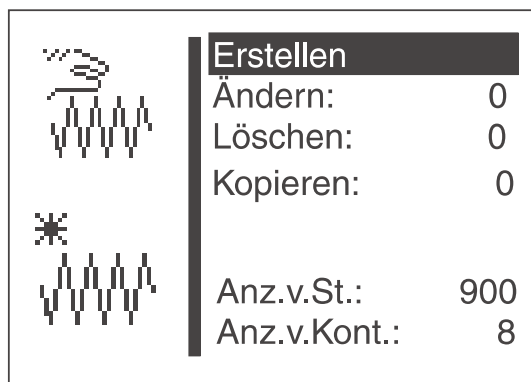 Erstellen
Ändern: 0
Löschen: 0
Kopieren: 0
Anz.v.St.: 900
Anz.v.Kont.: 8